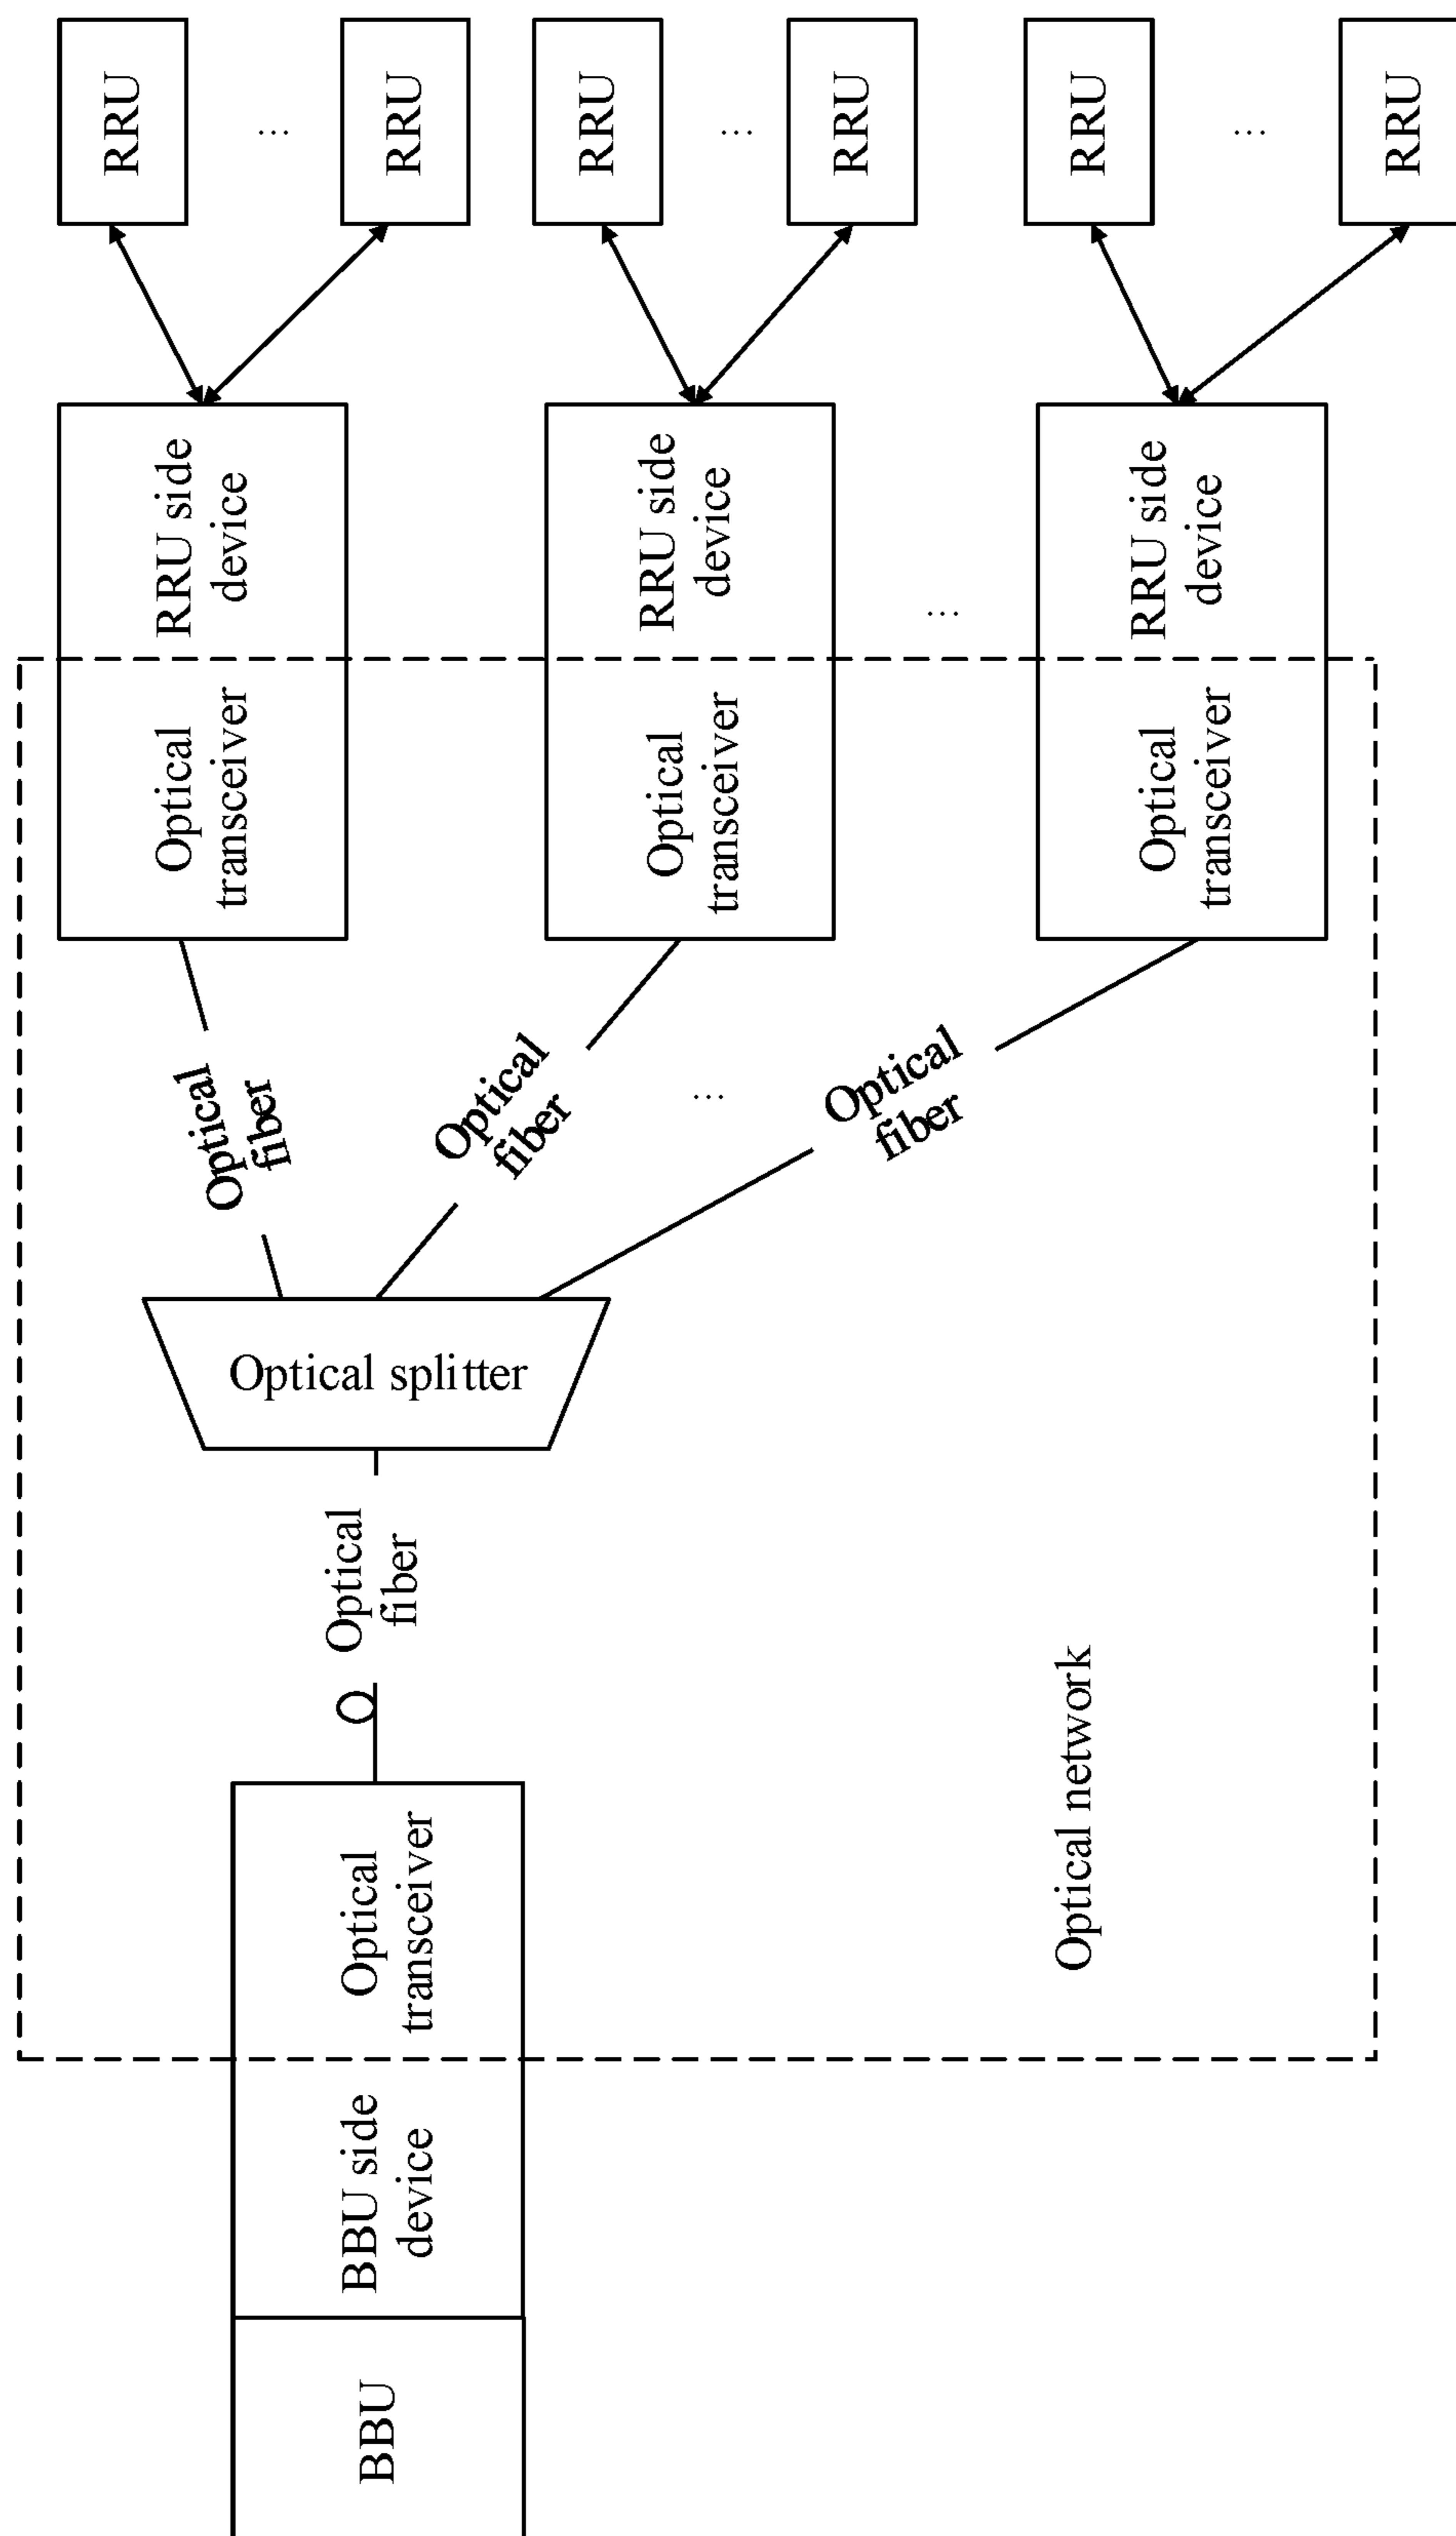 RRU
…
RRU
RRU
…
RRU
RRU
…
RRU
RRU side
device
RRU side
device
…
RRU side
device
Optical
transceiver
Optical
transceiver
Optical
transceiver
Optical
fiber
Optical
fiber
…
Optical
fiber
Optical splitter
Optical
fiber
Optical
transceiver
Optical network
BBU side
device
BBU